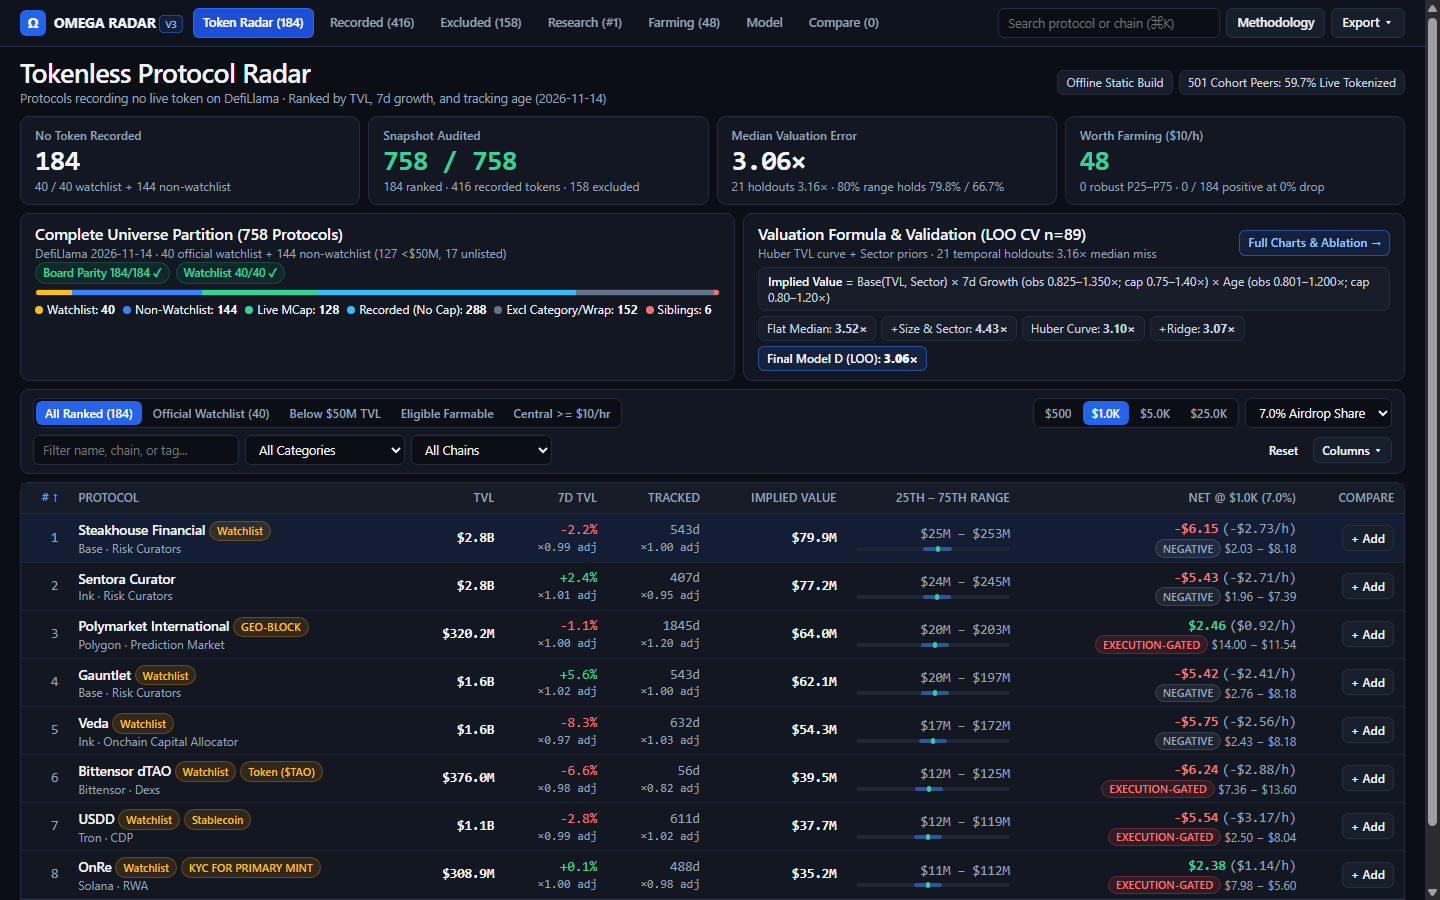 Ω OMEGA RADAR V3 Token Radar (184) Recorded (416) Excluded (158) Research (#1) Farming (48) Model Compare (0) Search protocol or chain (⌘K) Methodology Export
Tokenless Protocol Radar
Protocols recording no live token on DefiLlama · Ranked by TVL, 7d growth, and tracking age (2026-11-14)
Offline Static Build 501 Cohort Peers: 59.7% Live Tokenized
No Token Recorded
184
40 / 40 watchlist + 144 non-watchlist
Snapshot Audited
758 / 758
184 ranked · 416 recorded tokens · 158 excluded
Median Valuation Error
3.06×
21 holdouts 3.16× · 80% range holds 79.8% / 66.7%
Worth Farming ($10/h)
48
0 robust P25–P75 · 0 / 184 positive at 0% drop
Complete Universe Partition (758 Protocols)
DefiLlama 2026-11-14 · 40 official watchlist + 144 non-watchlist (127 <$50M, 17 unlisted)
Board Parity 184/184 ✓ Watchlist 40/40 ✓
Watchlist: 40 Non-Watchlist: 144 Live MCap: 128 Recorded (No Cap): 288 Excl Category/Wrap: 152 Siblings: 6
Valuation Formula & Validation (LOO CV n=89)
Huber TVL curve + Sector priors · 21 temporal holdouts: 3.16× median miss
Full Charts & Ablation →
Implied Value = Base(TVL, Sector) × 7d Growth (obs 0.825–1.350×; cap 0.75–1.40×) × Age (obs 0.801–1.200×; cap
0.80–1.20×)
Flat Median: 3.52× +Size & Sector: 4.43× Huber Curve: 3.10× +Ridge: 3.07×
Final Model D (LOO): 3.06×
All Ranked (184) Official Watchlist (40) Below $50M TVL Eligible Farmable Central >= $10/hr $500 $1.0K $5.0K $25.0K 7.0% Airdrop Share
Filter name, chain, or tag... All Categories All Chains Reset Columns
# ↑ PROTOCOL TVL 7D TVL TRACKED IMPLIED VALUE 25TH – 75TH RANGE NET @ $1.0K (7.0%) COMPARE
1 Steakhouse Financial Watchlist $2.8B -2.2% 543d $79.9M $25M – $253M -$6.15 (-$2.73/h) + Add
Base · Risk Curators ×0.99 adj ×1.00 adj NEGATIVE $2.03 – $8.18
2 Sentora Curator $2.8B +2.4% 407d $77.2M $24M – $245M -$5.43 (-$2.71/h) + Add
Ink · Risk Curators ×1.01 adj ×0.95 adj NEGATIVE $1.96 – $7.39
3 Polymarket International GEO-BLOCK $320.2M -1.1% 1845d $64.0M $20M – $203M $2.46 ($0.92/h) + Add
Polygon · Prediction Market ×1.00 adj ×1.20 adj EXECUTION-GATED $14.00 – $11.54
4 Gauntlet Watchlist $1.6B +5.6% 543d $62.1M $20M – $197M -$5.42 (-$2.41/h) + Add
Base · Risk Curators ×1.02 adj ×1.00 adj NEGATIVE $2.76 – $8.18
5 Veda Watchlist $1.6B -8.3% 632d $54.3M $17M – $172M -$5.75 (-$2.56/h) + Add
Ink · Onchain Capital Allocator ×0.97 adj ×1.03 adj NEGATIVE $2.43 – $8.18
6 Bittensor dTAO Watchlist Token ($TAO) $376.0M -6.6% 56d $39.5M $12M – $125M -$6.24 (-$2.88/h) + Add
Bittensor · Dexs ×0.98 adj ×0.82 adj EXECUTION-GATED $7.36 – $13.60
7 USDD Watchlist Stablecoin $1.1B -2.8% 611d $37.7M $12M – $119M -$5.54 (-$3.17/h) + Add
Tron · CDP ×0.99 adj ×1.02 adj EXECUTION-GATED $2.50 – $8.04
8 OnRe Watchlist KYC FOR PRIMARY MINT $308.9M +0.1% 488d $35.2M $11M – $112M $2.38 ($1.14/h) + Add
Solana · RWA ×1.00 adj ×0.98 adj EXECUTION-GATED $7.98 – $5.60